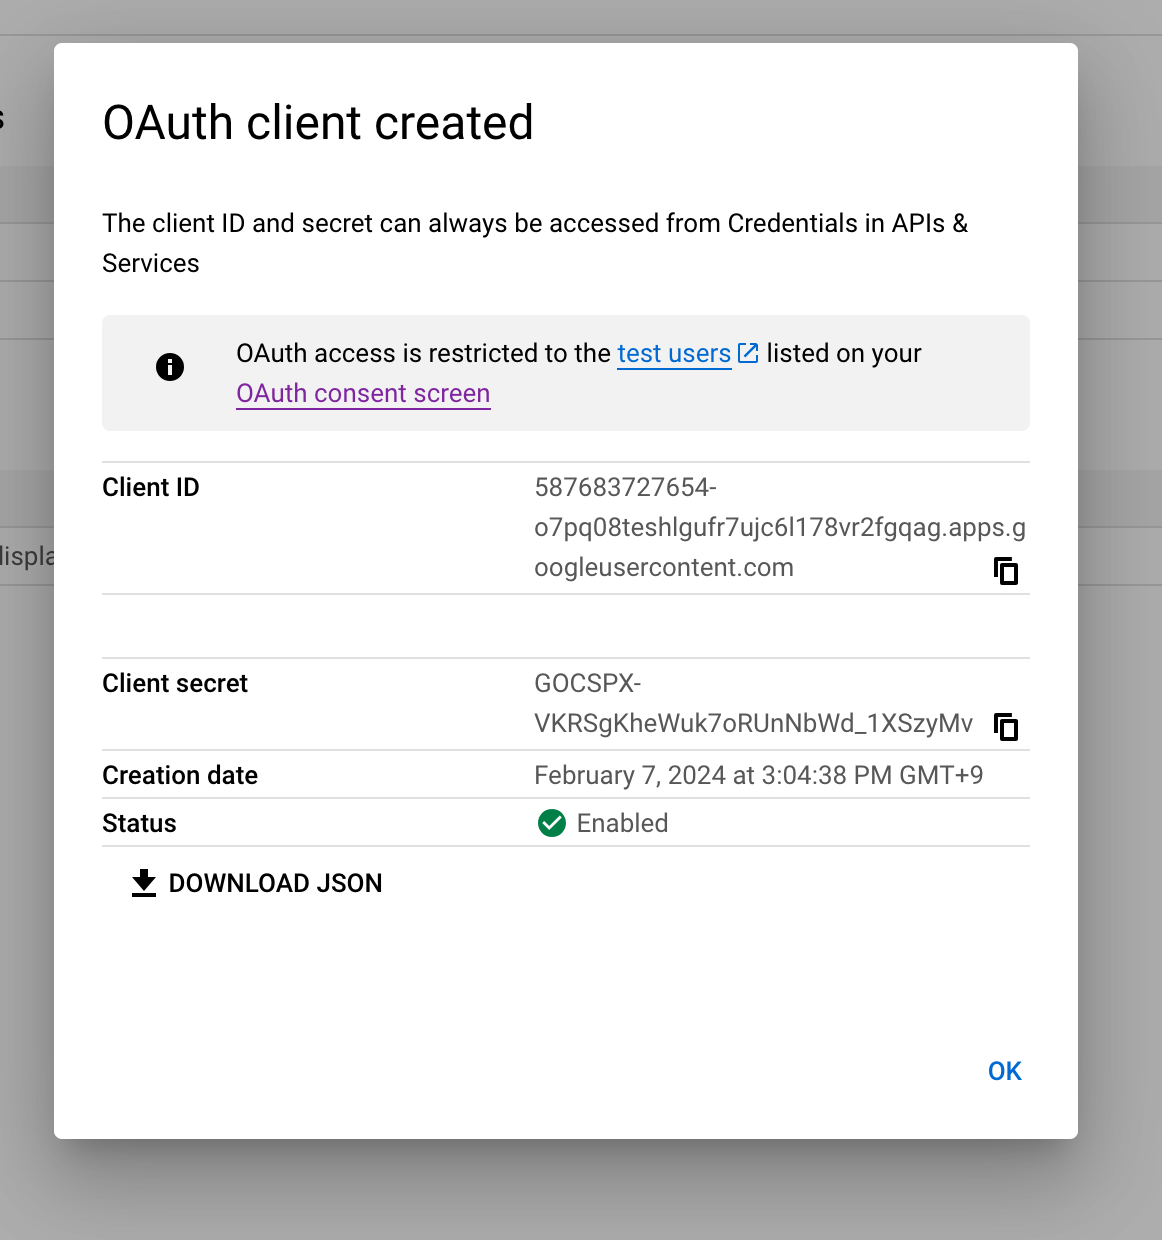 OAuth client created
The client ID and secret can always be accessed from Credentials in APIs &
Services
OAuth access is restricted to the test users listed on your
OAuth consent screen
Client ID
587683727654-
o7pq08teshlgufr7ujc6l178vr2fgqag.apps.g
oogleusercontent.com
Client secret
GOCSPX-
VKRSgKheWuk7oRUnNbWd_1XSzyMv
Creation date
February 7, 2024 at 3:04:38 PM GMT+9
Status
Enabled
DOWNLOAD JSON
OK